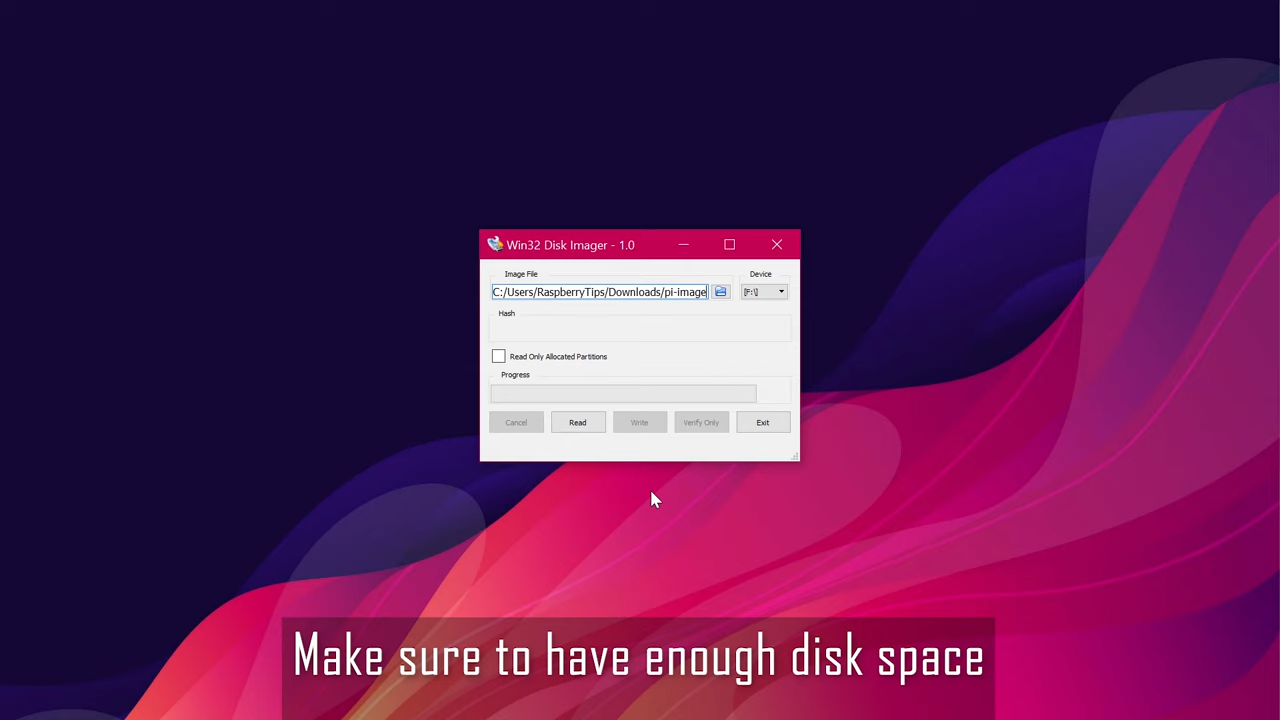 Win32 Disk Imager - 1.0
Image File
Device
C:/Users/RaspberryTips/Downloads/pi-image
[F:\]
Hash
Read Only Allocated Partitions
Progress
Cancel
Read
Write
Verify Only
Exit
Make sure to have enough disk space